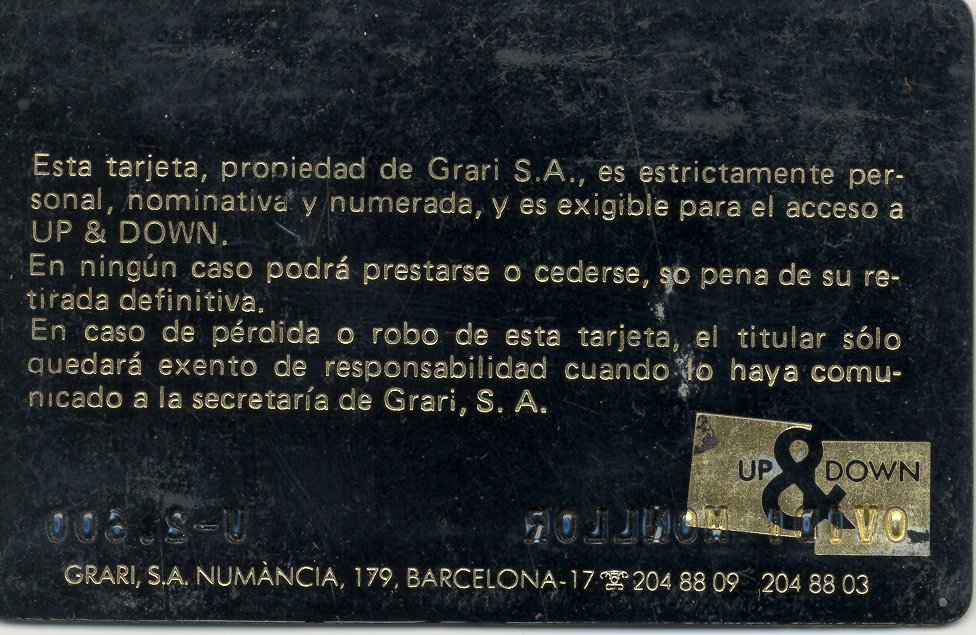 Esta tarjeta, propiedad de Grari S.A., es estrictamente per-
sonal, nominativa y numerada, y es exigible para el acceso a
UP & DOWN.
En ningún caso podrá prestarse o cederse, so pena de su re-
tirada definitiva.
En caso de pérdida o robo de esta tarjeta, el titular sólo
quedará exento de responsabilidad cuando lo haya comu-
nicado a la secretaría de Grari, S. A.
UP & DOWN
GRARI, S.A. NUMÀNCIA, 179, BARCELONA-17 ☏ 204 88 09 204 88 03